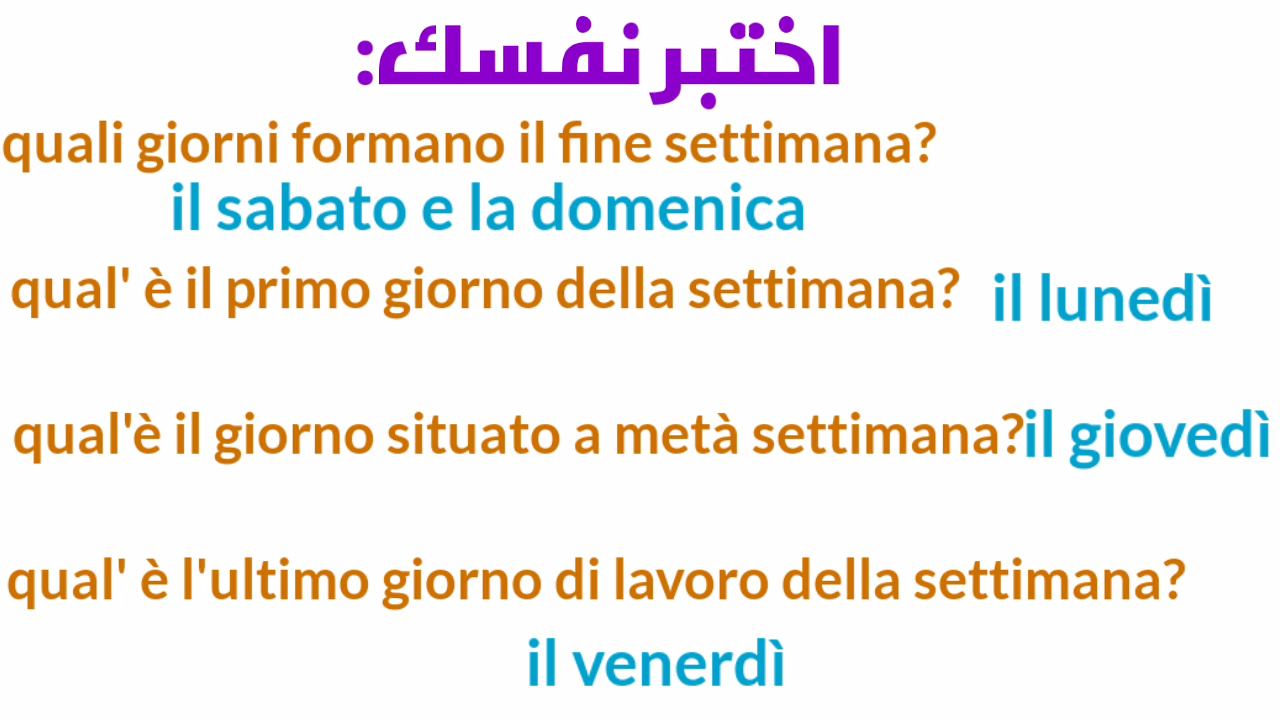 اختبر نفسك:
quali giorni formano il fine settimana?
il sabato e la domenica
qual' è il primo giorno della settimana? il lunedì
qual'è il giorno situato a metà settimana?il giovedì
qual' è l'ultimo giorno di lavoro della settimana?
il venerdì